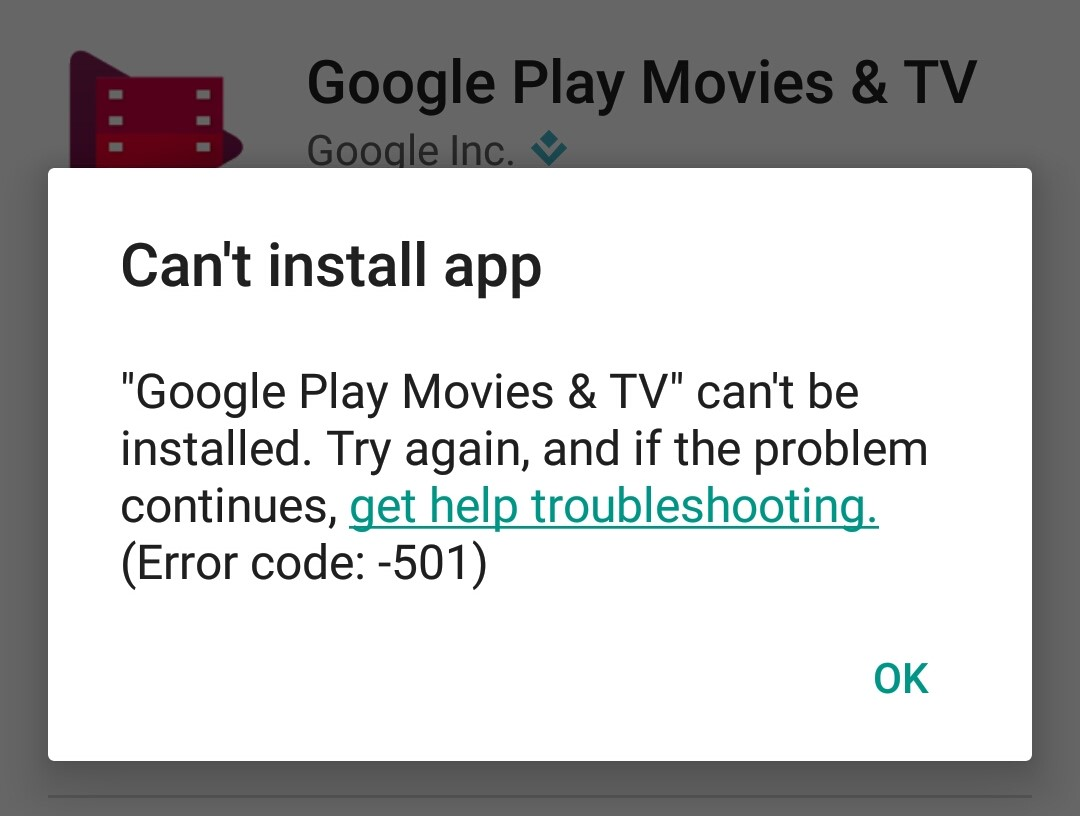 Google Play Movies & TV
Google Inc.
Can't install app
"Google Play Movies & TV" can't be
installed. Try again, and if the problem
continues, get help troubleshooting.
(Error code: -501)
OK